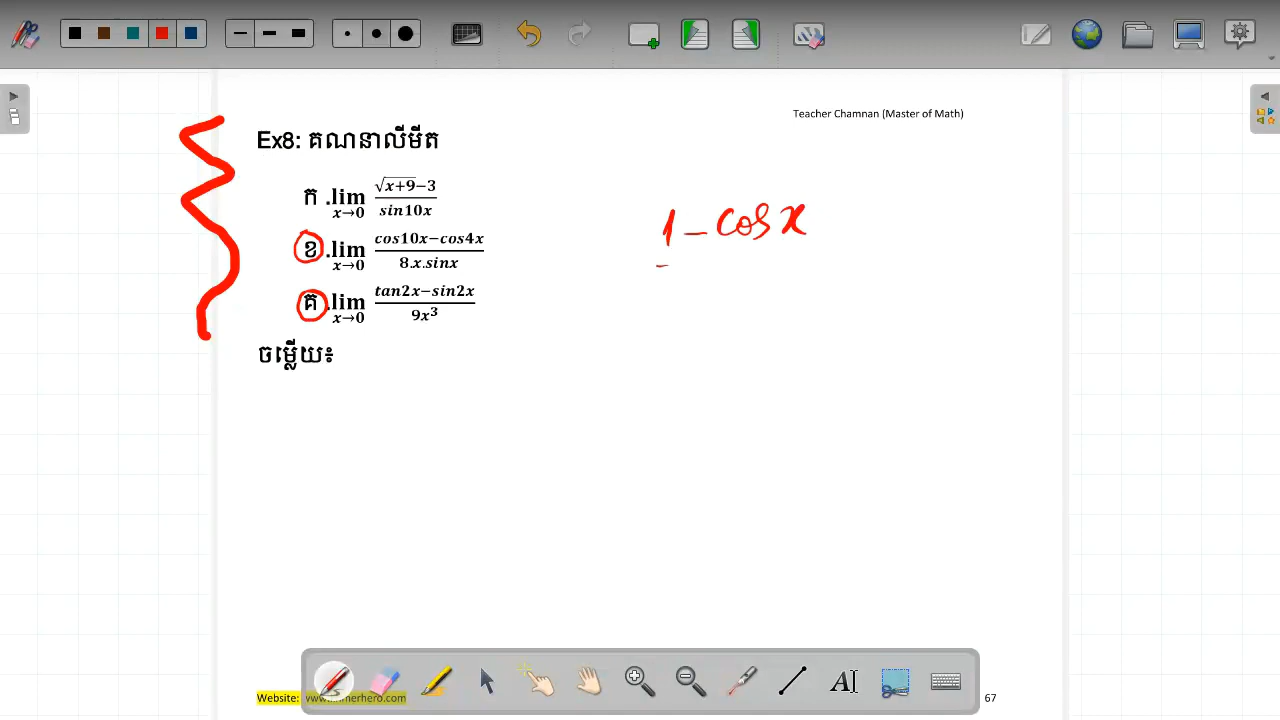 Teacher Chamnan (Master of Math)
Ex8: គណនាលីមីត
ក .lim x→0 (√(x+9)−3)/(sin10x)
1 – cos x
ខ .lim x→0 (cos10x−cos4x)/(8.x.sinx)
គ .lim x→0 (tan2x−sin2x)/(9x³)
ចម្លើយ៖
Website: 67